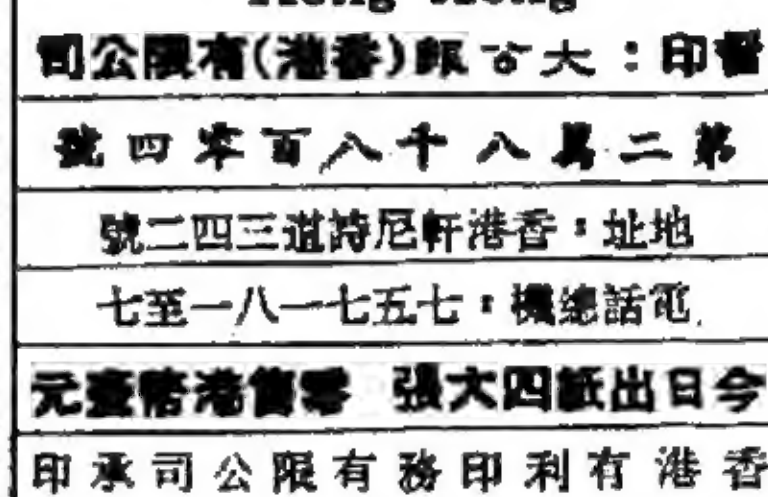 Hong Kong
督印：大公報(香港)有限公司
第二萬八千八百零四號
地址：香港軒尼詩道三四二號
電話總機：七五七一八一至七
今日出紙四大張 零售港幣壹元
香港有利印務有限公司承印